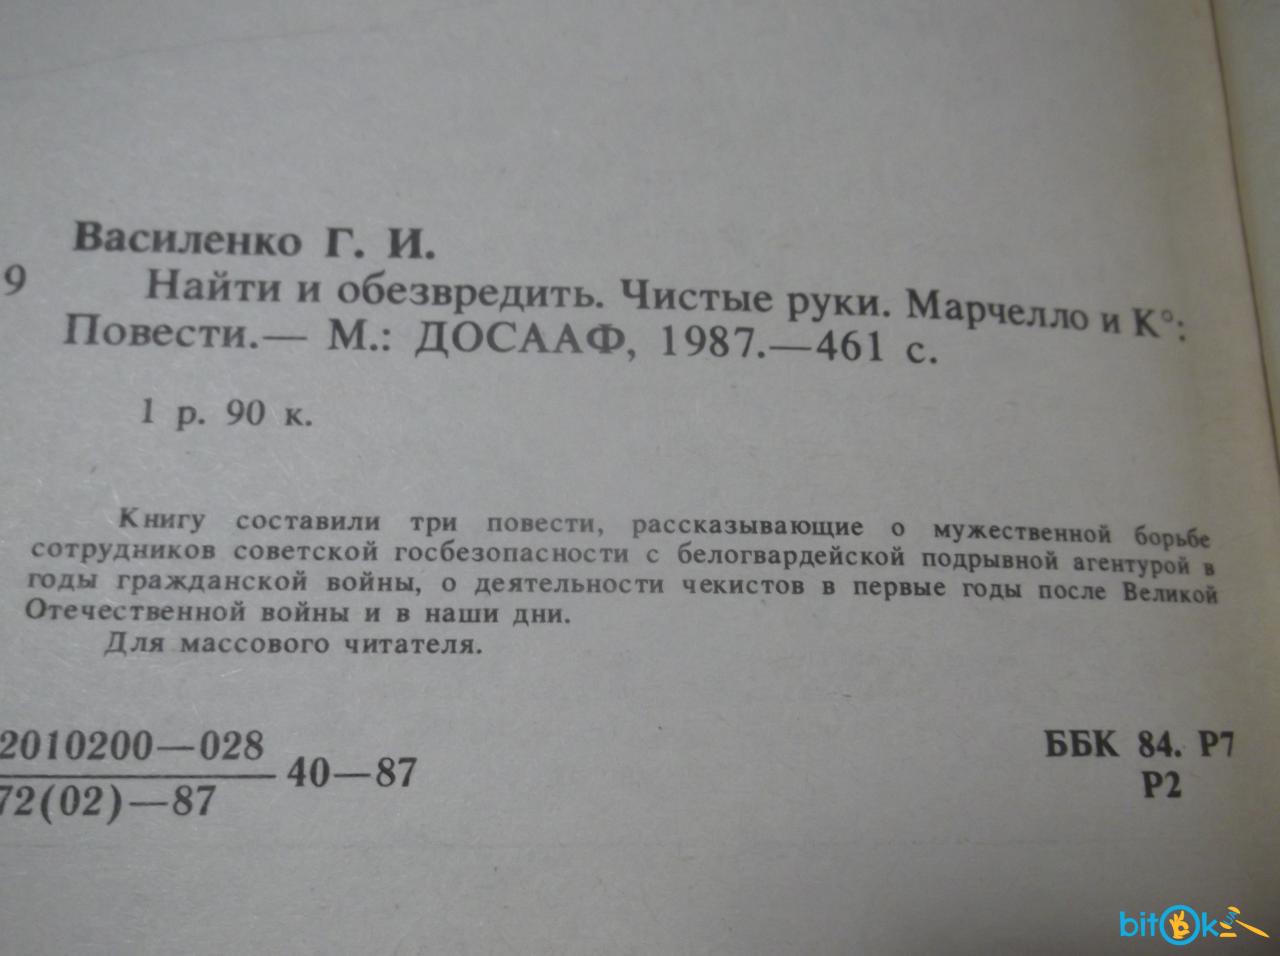 Василенко Г. И.
9 Найти и обезвредить. Чистые руки. Марчелло и К°:
Повести.— М.: ДОСААФ, 1987.—461 с.
1 р. 90 к.
Книгу составили три повести, рассказывающие о мужественной борьбе
сотрудников советской госбезопасности с белогвардейской подрывной агентурой в
годы гражданской войны, о деятельности чекистов в первые годы после Великой
Отечественной войны и в наши дни.
Для массового читателя.
2010200—028
72(02)—87
40—87
ББК 84. Р7
Р2
bitOk